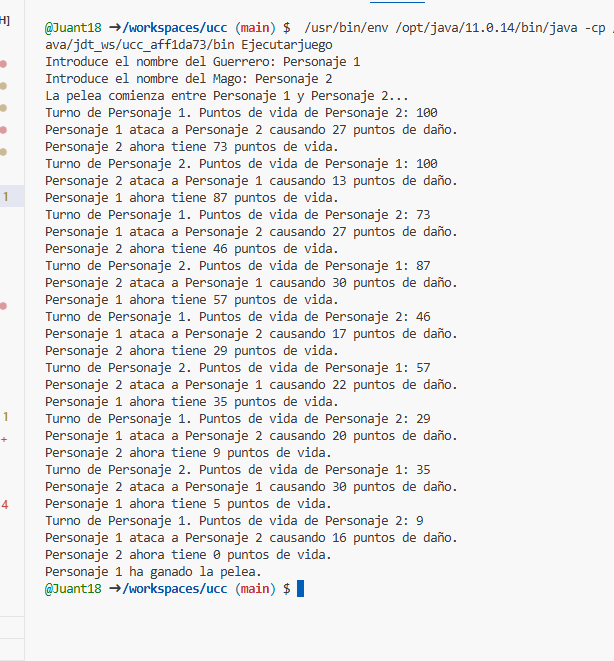 H]
@Juant18 ➜/workspaces/ucc (main) $  /usr/bin/env /opt/java/11.0.14/bin/java -cp /
ava/jdt_ws/ucc_aff1da73/bin Ejecutarjuego
Introduce el nombre del Guerrero: Personaje 1
Introduce el nombre del Mago: Personaje 2
La pelea comienza entre Personaje 1 y Personaje 2...
Turno de Personaje 1. Puntos de vida de Personaje 2: 100
Personaje 1 ataca a Personaje 2 causando 27 puntos de daño.
Personaje 2 ahora tiene 73 puntos de vida.
Turno de Personaje 2. Puntos de vida de Personaje 1: 100
Personaje 2 ataca a Personaje 1 causando 13 puntos de daño.
Personaje 1 ahora tiene 87 puntos de vida.
1
Turno de Personaje 1. Puntos de vida de Personaje 2: 73
Personaje 1 ataca a Personaje 2 causando 27 puntos de daño.
Personaje 2 ahora tiene 46 puntos de vida.
Turno de Personaje 2. Puntos de vida de Personaje 1: 87
Personaje 2 ataca a Personaje 1 causando 30 puntos de daño.
Personaje 1 ahora tiene 57 puntos de vida.
Turno de Personaje 1. Puntos de vida de Personaje 2: 46
Personaje 1 ataca a Personaje 2 causando 17 puntos de daño.
Personaje 2 ahora tiene 29 puntos de vida.
Turno de Personaje 2. Puntos de vida de Personaje 1: 57
Personaje 2 ataca a Personaje 1 causando 22 puntos de daño.
Personaje 1 ahora tiene 35 puntos de vida.
1
Turno de Personaje 1. Puntos de vida de Personaje 2: 29
Personaje 1 ataca a Personaje 2 causando 20 puntos de daño.
+
Personaje 2 ahora tiene 9 puntos de vida.
Turno de Personaje 2. Puntos de vida de Personaje 1: 35
Personaje 2 ataca a Personaje 1 causando 30 puntos de daño.
4
Personaje 1 ahora tiene 5 puntos de vida.
Turno de Personaje 1. Puntos de vida de Personaje 2: 9
Personaje 1 ataca a Personaje 2 causando 16 puntos de daño.
Personaje 2 ahora tiene 0 puntos de vida.
Personaje 1 ha ganado la pelea.
@Juant18 ➜/workspaces/ucc (main) $